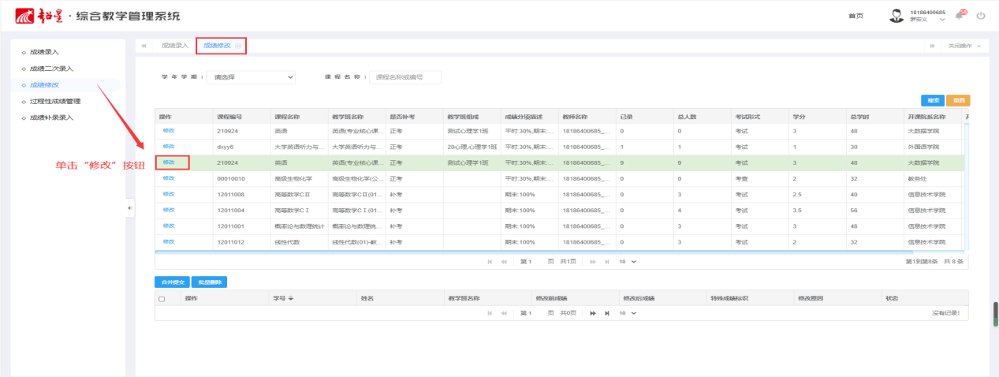 韬星·综合教学管理系统
首页
18186400685
罗宏义
58
成绩录入
成绩二次录入
成绩修改
过程性成绩管理
成绩补录录入
成绩录入 成绩修改
关闭操作
学 年 学 期 : 请选择 课 程 名 称 : 课程名称或编号
搜索 重置
操作 课程编号 课程名称 教学班名称 是否补考 教学班组成 成绩分项描述 教师名称 已录 总人数 考试形式 学分 总学时 开课院系名称
修改 210924 英语 英语(专业核心课... 正考 测试心理学1班 平时:30%,期末:... 18186400685_... 0 0 考试 3 48 大数据学院
修改 dxyy6 大学英语听力与... 大学英语听力与... 正考 20心理,心理学1班 平时:30%,期末:... 18186400685_... 1 1 考试 1 30 外国语学院
修改 210924 英语 英语(专业核心课... 正考 测试心理学1班 平时:30%,期末:... 18186400685_... 9 9 考试 3 48 大数据学院
修改 00010010 高级生物化学 高级生物化学(公... 正考 平时:30%,期末:... 18186400685_... 0 0 考查 2 32 教务处
修改 12011008 高等数学CⅡ 高等数学CⅡ(01... 补考 期末:100% 18186400685_... 0 3 考试 2.5 40 信息技术学院
修改 12011004 高等数学CⅠ 高等数学CⅠ(01... 补考 期末:100% 18186400685_... 0 4 考试 3.5 56 信息技术学院
修改 12011001 概率论与数理统计 概率论与数理统... 补考 期末:100% 18186400685_... 0 3 考试 3 48 信息技术学院
修改 12011012 线性代数 线性代数(01)-教... 补考 期末:100% 18186400685_... 0 3 考试 2 32 信息技术学院
单击“修改”按钮
第 1 页 共1页 10 第1到第8条 共 8 条
合并提交 批量删除
操作 学号 姓名 教学班名称 修改前成绩 修改后成绩 特殊成绩标识 修改原因 状态
第 1 页 共0页 10 没有记录!